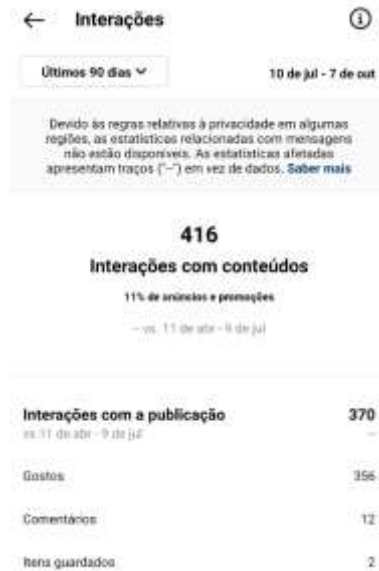 Interações
Últimos 90 dias
10 de jul - 7 de out
Devido às regras relativas à privacidade em algumas
regiões, as estatísticas relacionadas com mensagens
não estão disponíveis. As estatísticas afetadas
apresentam traços ("--") em vez de dados. Saber mais
416
Interações com conteúdos
11% de anúncios e promoções
-- vs. 11 de abr - 9 de jul
Interações com a publicação 370
vs 11 de abr - 9 de jul --
Gostos 356
Comentários 12
Itens guardados 2